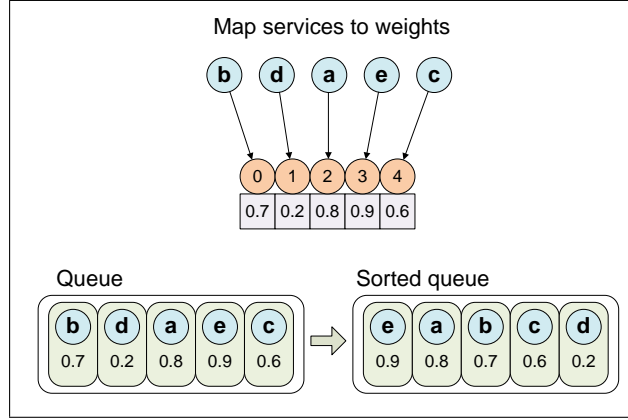 Map services to weights
b d a e c
0 1 2 3 4
0.7 0.2 0.8 0.9 0.6
Queue
b d a e c
0.7 0.2 0.8 0.9 0.6
Sorted queue
e a b c d
0.9 0.8 0.7 0.6 0.2